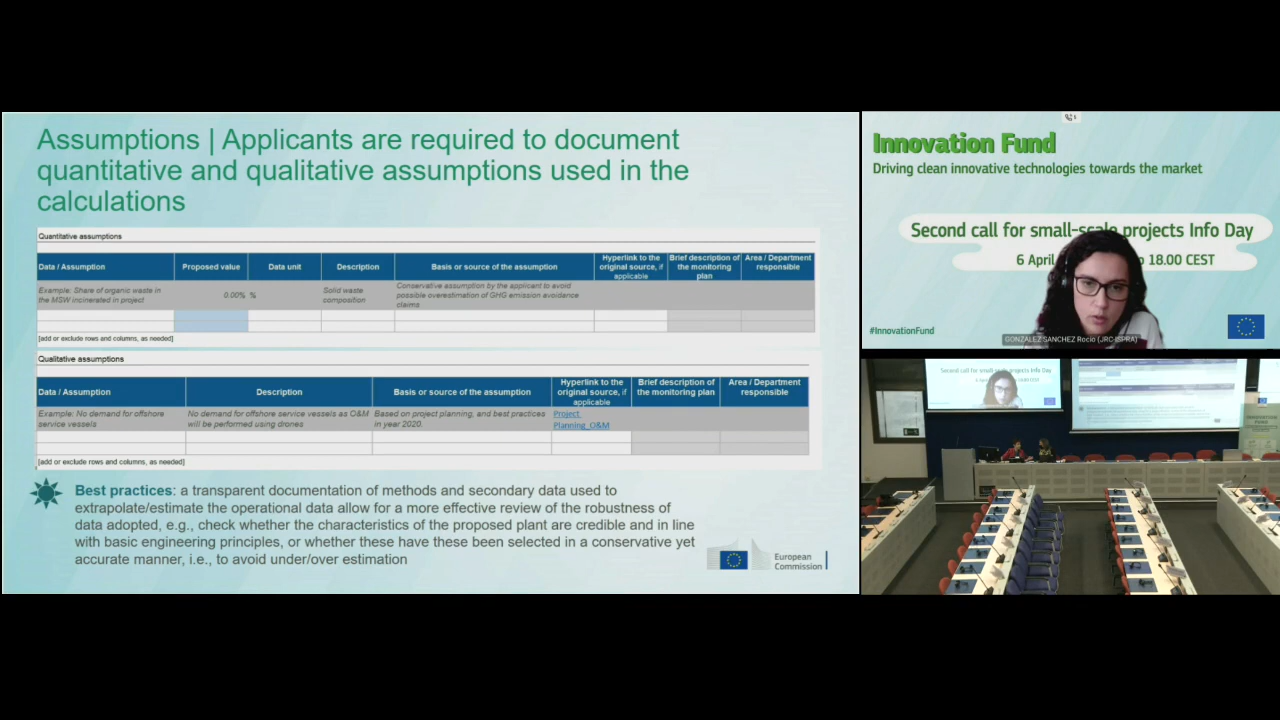 Assumptions | Applicants are required to document
quantitative and qualitative assumptions used in the
calculations
Quantitative assumptions
Data / Assumption
Proposed value
Data unit
Description
Basis or source of the assumption
Hyperlink to the
original source, if
applicable
Brief description of
the monitoring
plan
Area / Department
responsible
Example: Share of organic waste in
the MSW incinerated in project
0.00% %
Solid waste
composition
Conservative assumption by the applicant to avoid
possible overestimation of GHG emission avoidance
claims
[add or exclude rows and columns, as needed]
Qualitative assumptions
Data / Assumption
Description
Basis or source of the assumption
Hyperlink to the
original source, if
applicable
Brief description of
the monitoring plan
Area / Department
responsible
Example: No demand for offshore
service vessels
No demand for offshore service vessels as O&M
will be performed using drones
Based on project planning; and best practices
in year 2020.
Project
Planning_O&M
[add or exclude rows and columns, as needed]
Best practices: a transparent documentation of methods and secondary data used to
extrapolate/estimate the operational data allow for a more effective review of the robustness of
data adopted, e.g., check whether the characteristics of the proposed plant are credible and in line
with basic engineering principles, or whether these have these been selected in a conservative yet
accurate manner, i.e., to avoid under/over estimation
European
Commission
Innovation Fund
Driving clean innovative technologies towards the market
Second call for small-scale projects Info Day
6 April 18.00 CEST
#InnovationFund
GONZALEZ SANCHEZ Rocio (JRC-ISPRA)
Second call for small projects Info Day